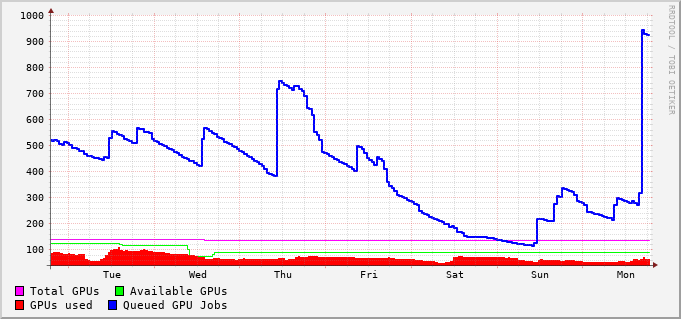 1000
900
800
700
600
500
400
300
200
100
Tue Wed Thu Fri Sat Sun Mon
Total GPUs Available GPUs
GPUs used Queued GPU Jobs
RRDTOOL / TOBI OETIKER